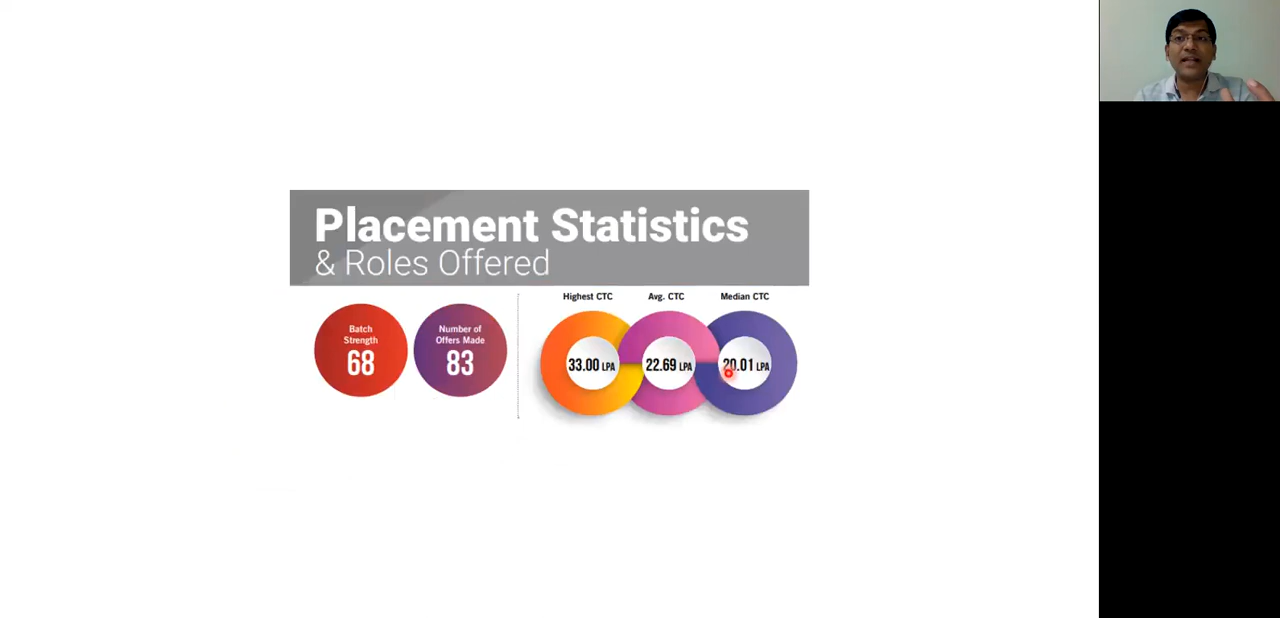 Placement Statistics
& Roles Offered
Batch
Strength
68
Number of
Offers Made
83
Highest CTC
33.00 LPA
Avg. CTC
22.69 LPA
Median CTC
20.01 LPA